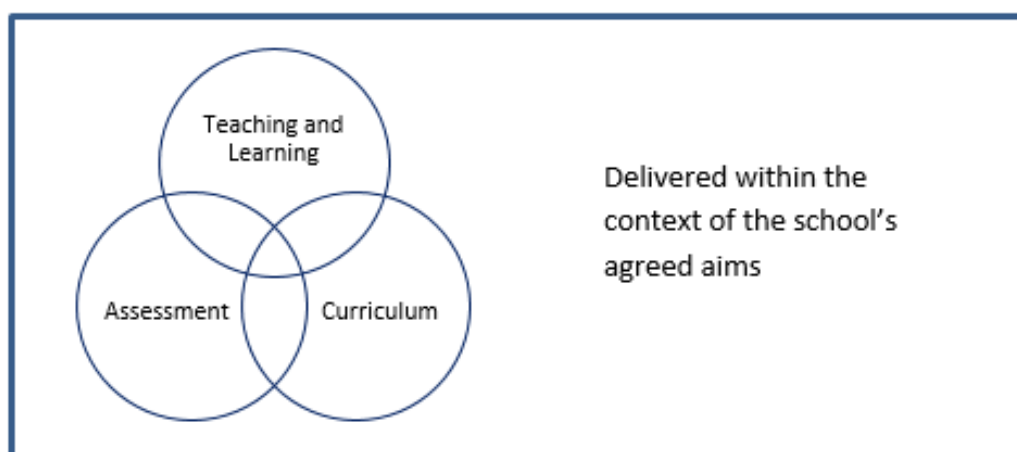 Teaching and
Learning
Assessment
Curriculum
Delivered within the
context of the school’s
agreed aims